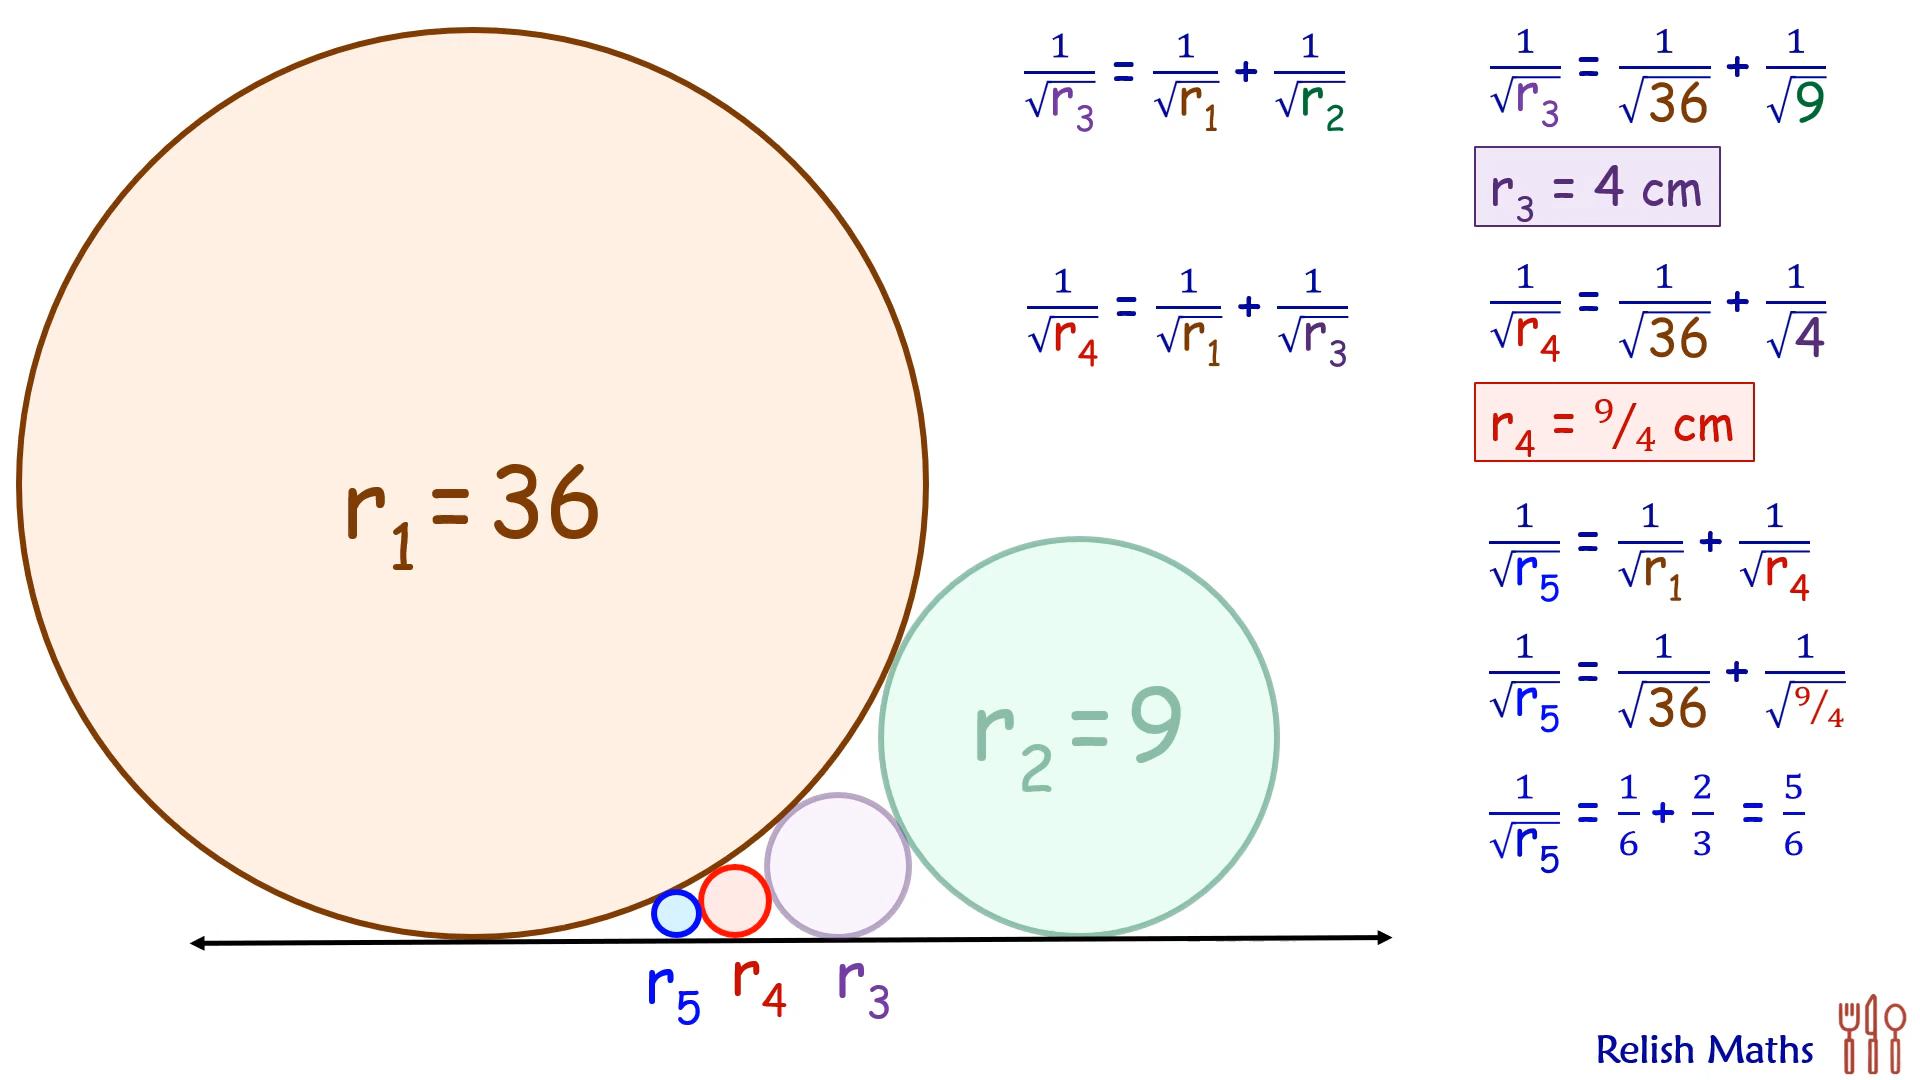 1/√r₃ = 1/√r₁ + 1/√r₂
1/√r₄ = 1/√r₁ + 1/√r₃
1/√r₃ = 1/√36 + 1/√9
r₃ = 4 cm
1/√r₄ = 1/√36 + 1/√4
r₄ = ⁹/₄ cm
1/√r₅ = 1/√r₁ + 1/√r₄
1/√r₅ = 1/√36 + 1/√⁹/₄
1/√r₅ = 1/6 + 2/3 = 5/6
r₁ = 36
r₂ = 9
r₅ r₄ r₃
Relish Maths